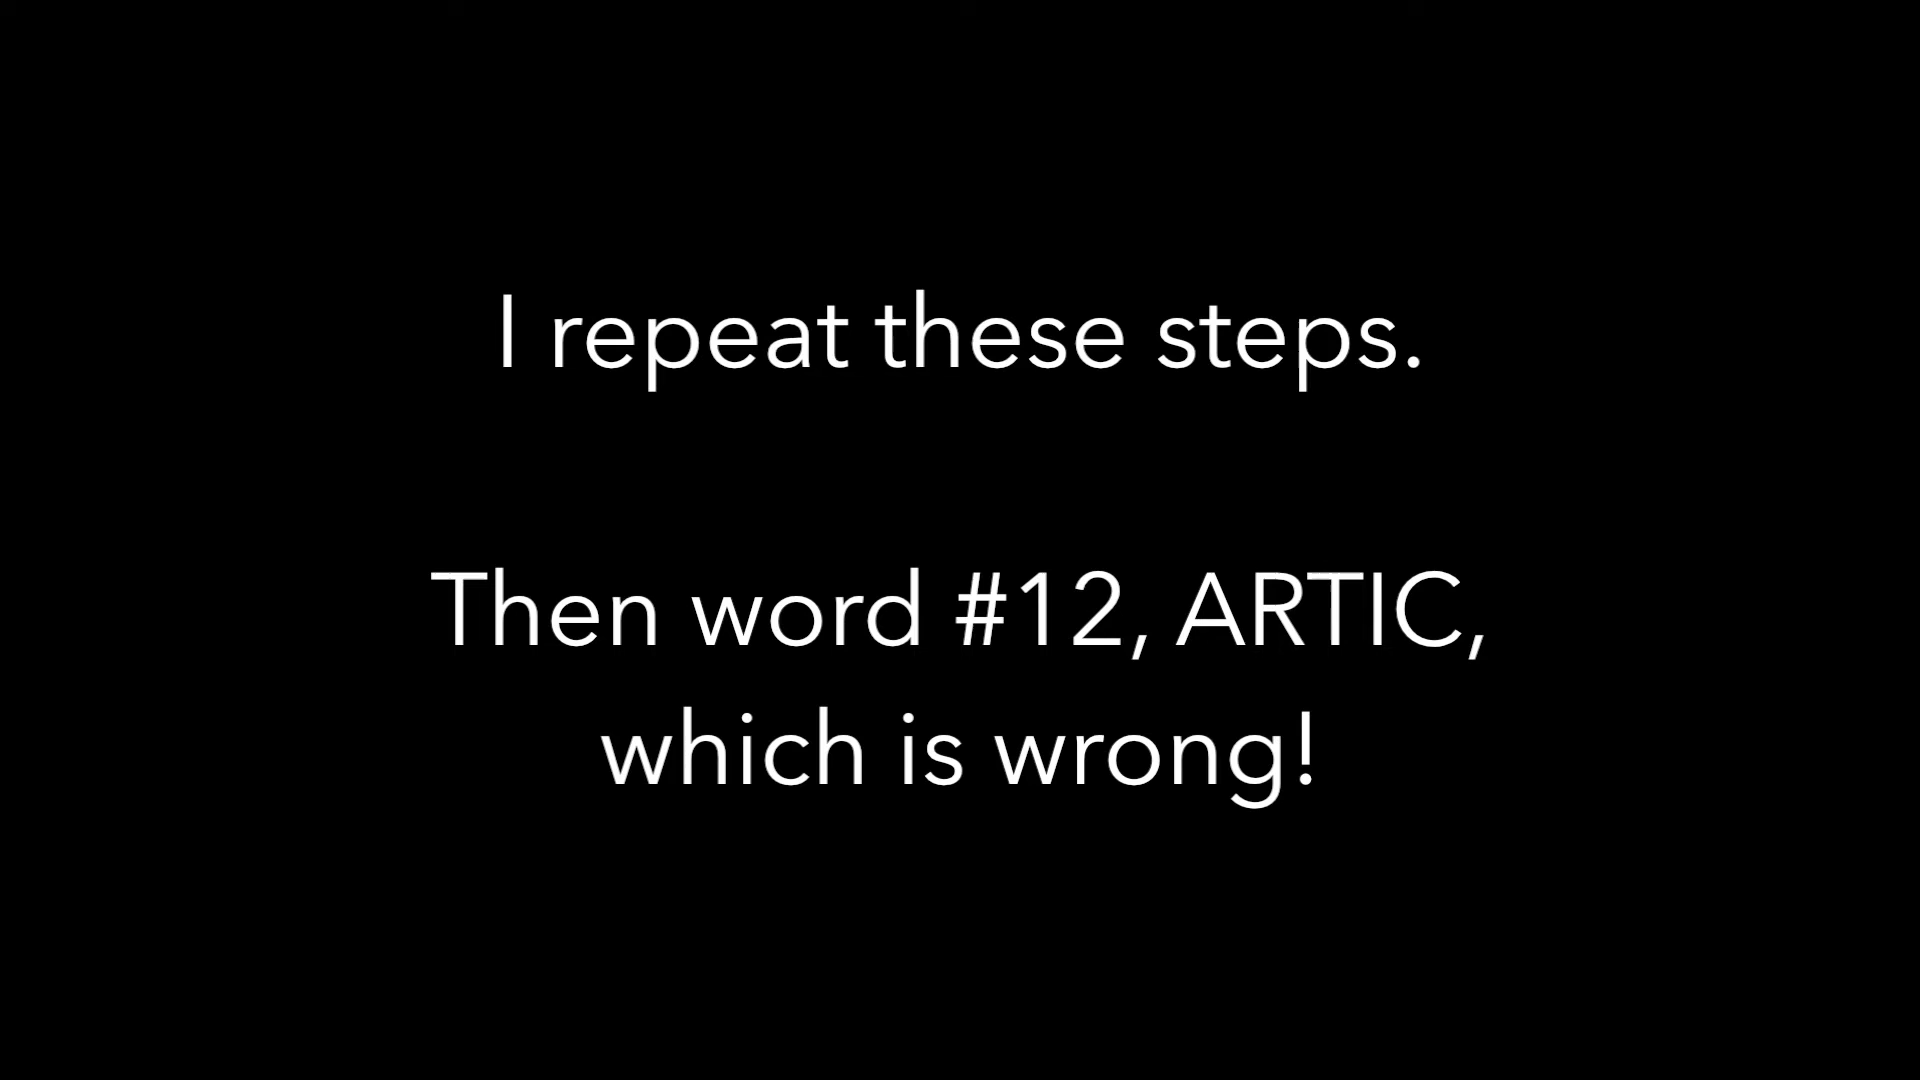 I repeat these steps.
Then word #12, ARTIC,
which is wrong!